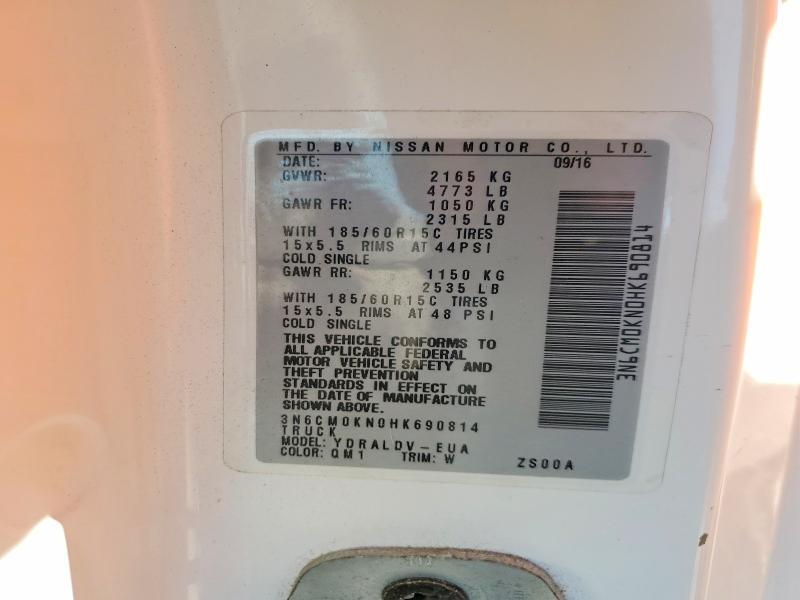 MFD. BY NISSAN MOTOR CO., LTD.
DATE: 09/16
GVWR: 2165 KG
4773 LB
GAWR FR: 1050 KG
2315 LB
WITH 185/60R15C TIRES
15x5.5 RIMS AT 44PSI
COLD SINGLE
GAWR RR: 1150 KG
2535 LB
WITH 185/60R15C TIRES
15x5.5 RIMS AT 48 PSI
COLD SINGLE
THIS VEHICLE CONFORMS TO
ALL APPLICABLE FEDERAL
MOTOR VEHICLE SAFETY AND
THEFT PREVENTION
STANDARDS IN EFFECT ON
THE DATE OF MANUFACTURE
SHOWN ABOVE.
3N6CM0KN0HK690814
TRUCK
MODEL: YDRALDV-EUA
COLOR: QM1 TRIM: W ZS00A
3N6CM0KN0HK690814